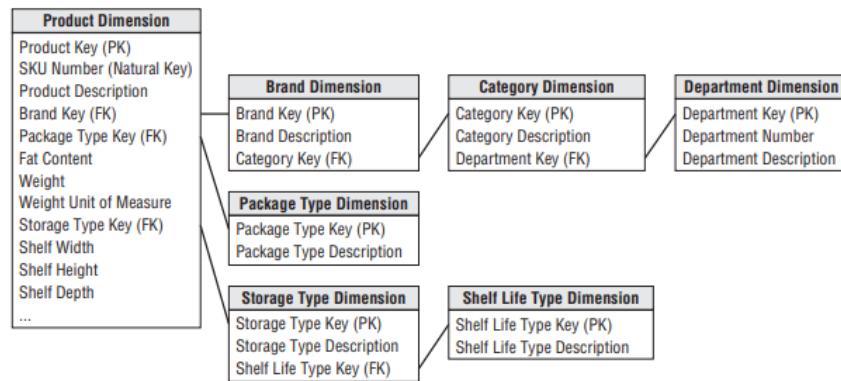 Product Dimension
Product Key (PK)
SKU Number (Natural Key)
Product Description
Brand Key (FK)
Package Type Key (FK)
Fat Content
Weight
Weight Unit of Measure
Storage Type Key (FK)
Shelf Width
Shelf Height
Shelf Depth
...
Brand Dimension
Brand Key (PK)
Brand Description
Category Key (FK)
Category Dimension
Category Key (PK)
Category Description
Department Key (FK)
Department Dimension
Department Key (PK)
Department Number
Department Description
Package Type Dimension
Package Type Key (PK)
Package Type Description
Storage Type Dimension
Storage Type Key (PK)
Storage Type Description
Shelf Life Type Key (FK)
Shelf Life Type Dimension
Shelf Life Type Key (PK)
Shelf Life Type Description